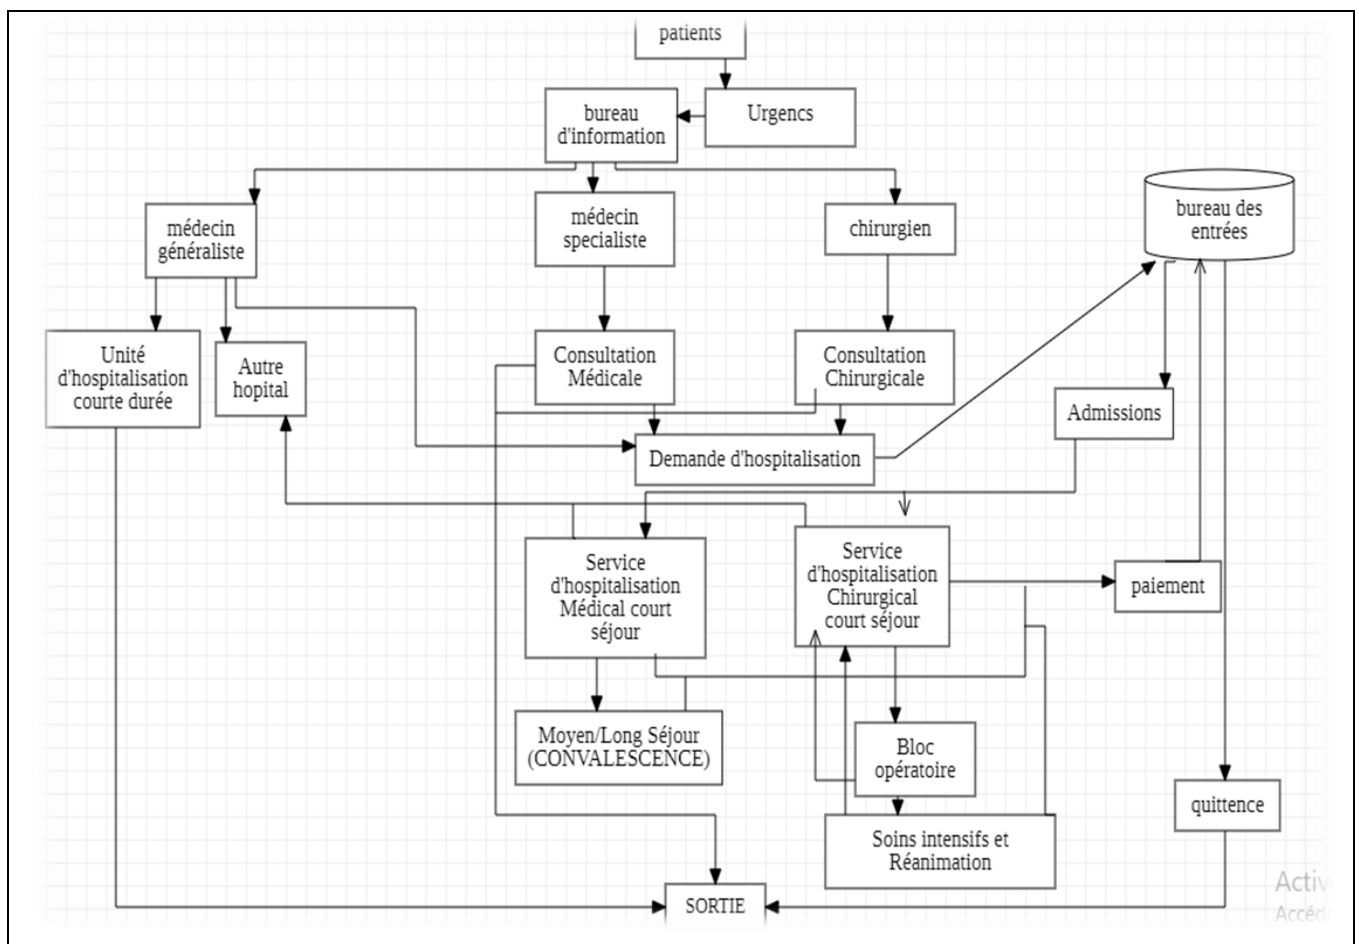 patients
Urgencs
bureau
d'information
médecin
généraliste
médecin
specialiste
chirurgien
bureau des
entrées
Unité
d'hospitalisation
courte durée
Autre
hopital
Consultation
Médicale
Consultation
Chirurgicale
Admissions
Demande d'hospitalisation
Service
d'hospitalisation
Médical court
séjour
Service
d'hospitalisation
Chirurgical
court séjour
paiement
Moyen/Long Séjour
(CONVALESCENCE)
Bloc
opératoire
quittence
Soins intensifs et
Réanimation
SORTIE
Activ
Accéd